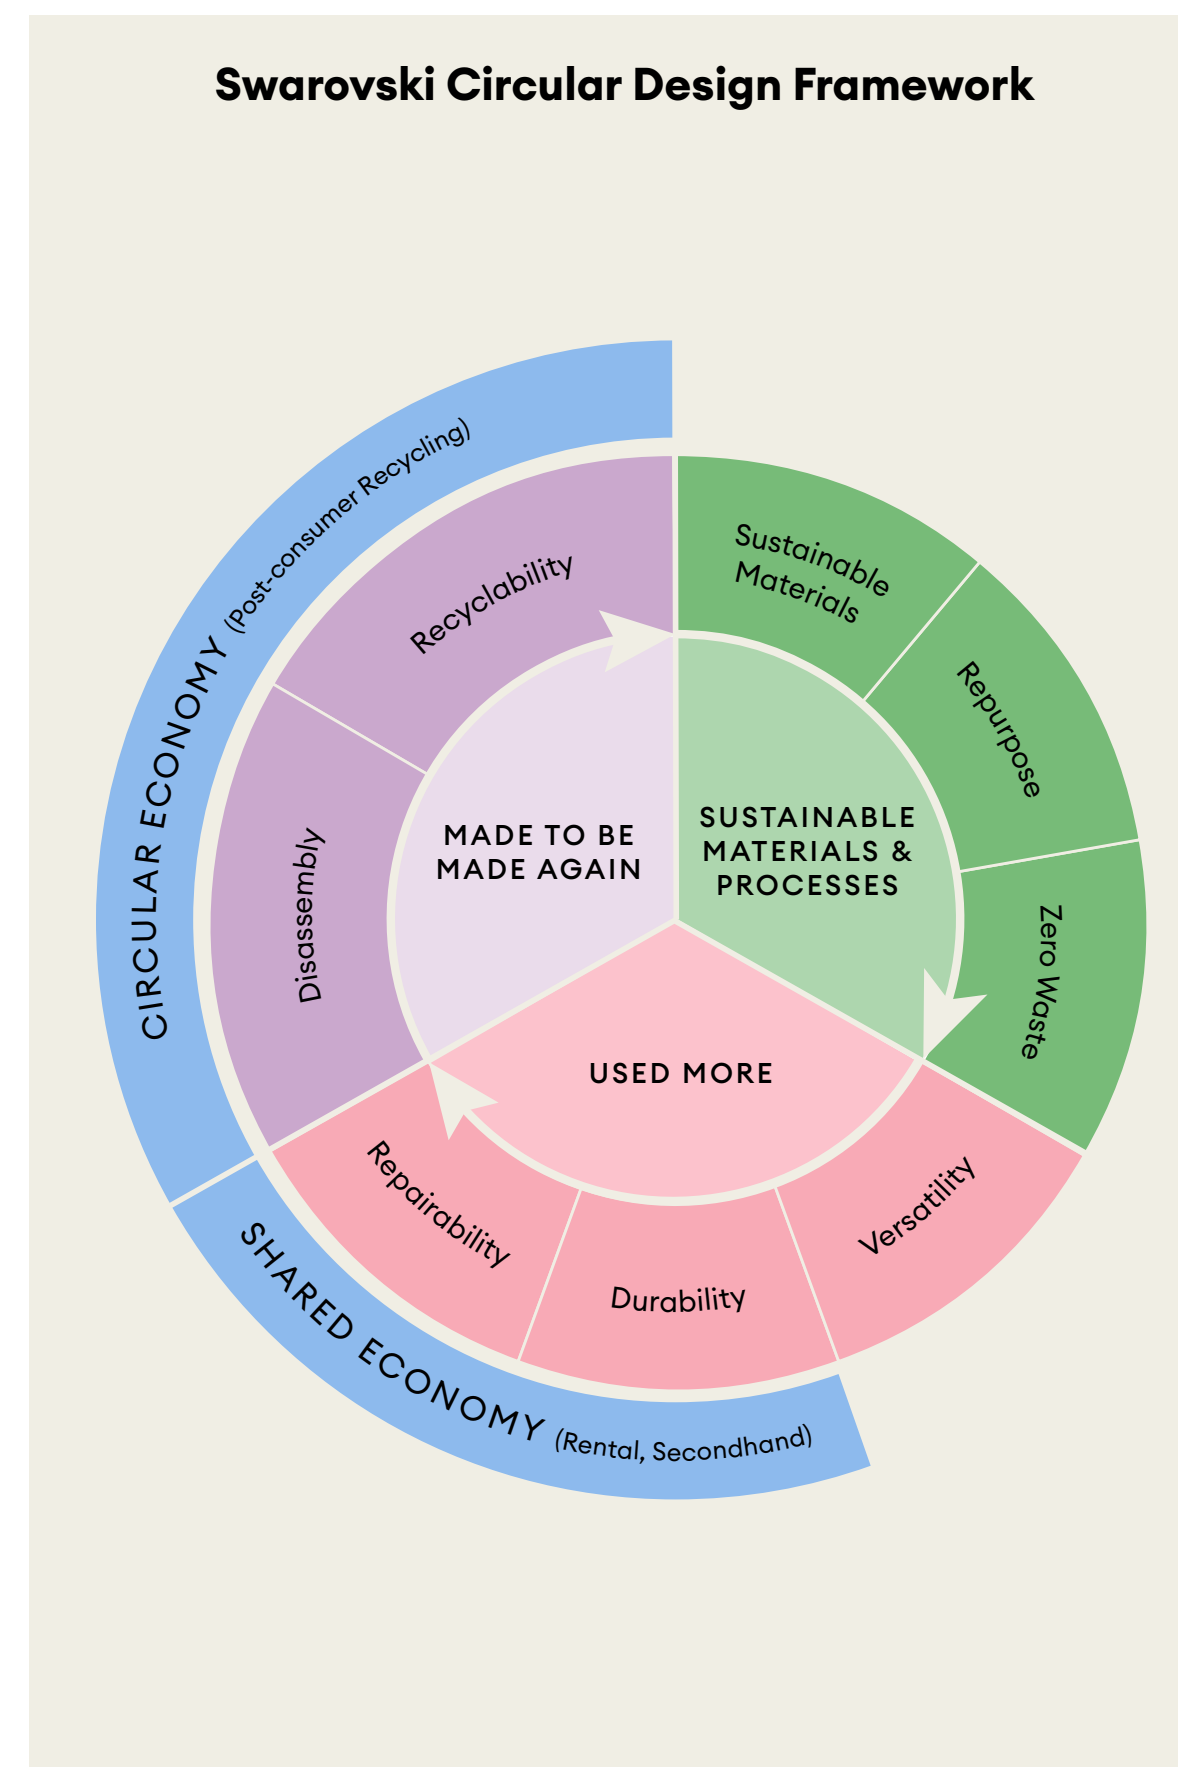 Swarovski Circular Design Framework
CIRCULAR ECONOMY (Post-consumer Recycling)
Recyclability
Disassembly
MADE TO BE
MADE AGAIN
Sustainable
Materials
Repurpose
Zero Waste
SUSTAINABLE
MATERIALS &
PROCESSES
USED MORE
Versatility
Durability
Repairability
SHARED ECONOMY (Rental, Secondhand)